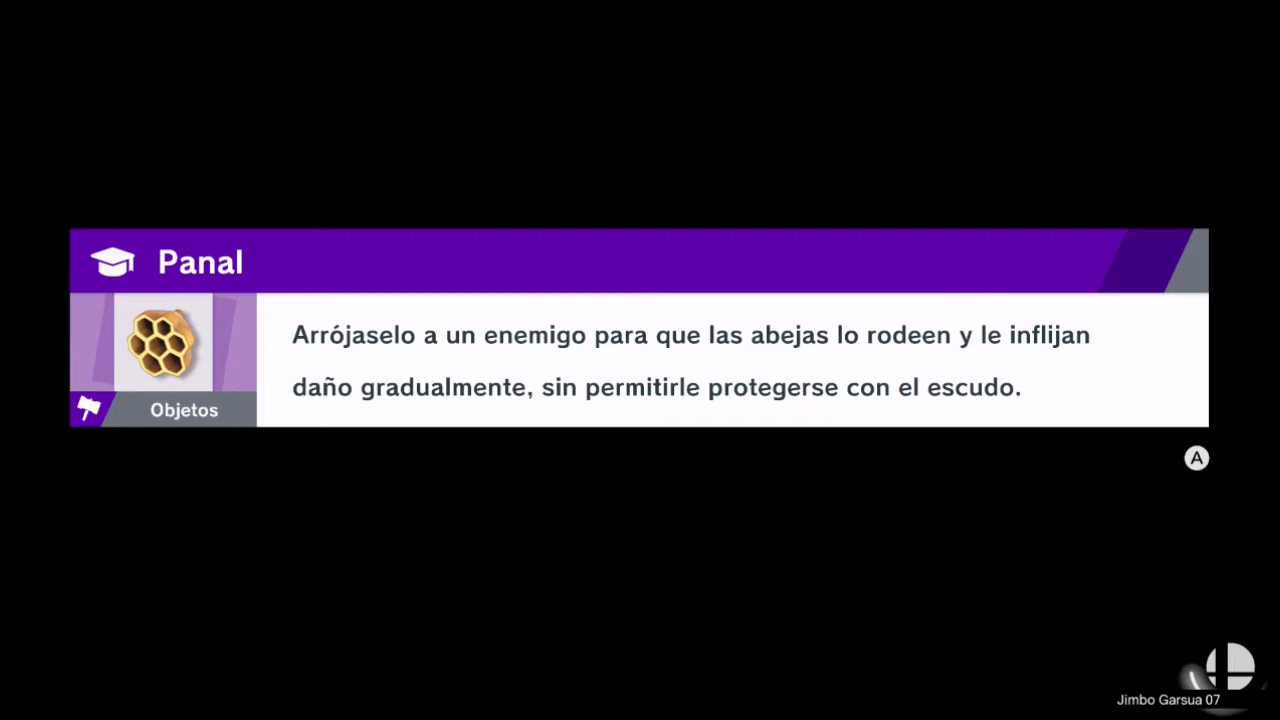 Panal
Arrójaselo a un enemigo para que las abejas lo rodeen y le inflijan
daño gradualmente, sin permitirle protegerse con el escudo.
Objetos
A
Jimbo Garsua 07